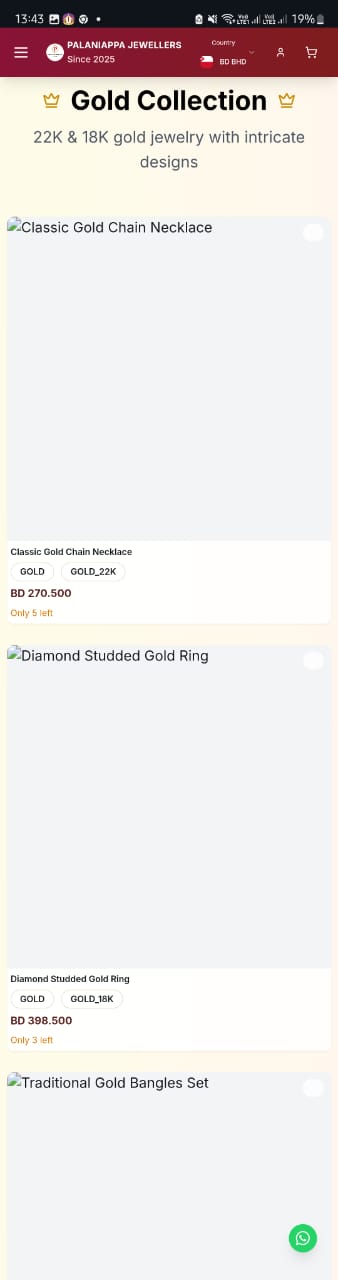 13:43
19%
PALANIAPPA JEWELLERS
Since 2025
Country
BD BHD
Gold Collection
22K & 18K gold jewelry with intricate
designs
Classic Gold Chain Necklace
Classic Gold Chain Necklace
GOLD GOLD_22K
BD 270.500
Only 5 left
Diamond Studded Gold Ring
Diamond Studded Gold Ring
GOLD GOLD_18K
BD 398.500
Only 3 left
Traditional Gold Bangles Set